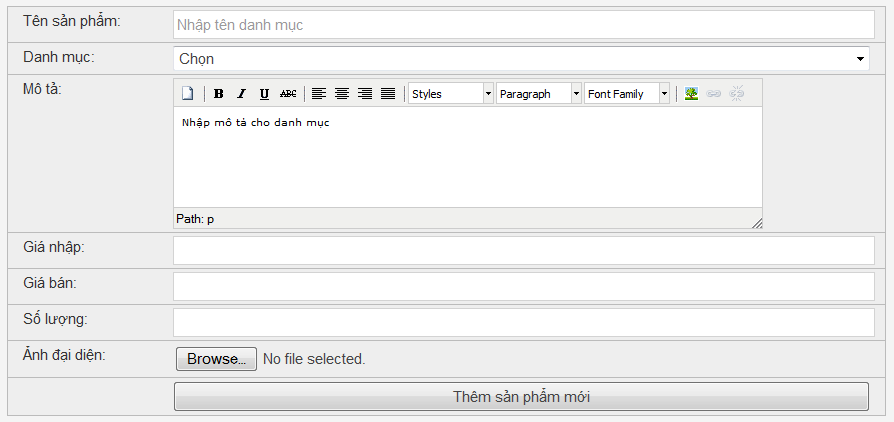 Tên sản phẩm: Nhập tên danh mục
Danh mục: Chọn
Mô tả: B I U ABC Styles Paragraph Font Family
Nhập mô tả cho danh mục
Path: p
Giá nhập:
Giá bán:
Số lượng:
Ảnh đại diện: Browse... No file selected.
Thêm sản phẩm mới